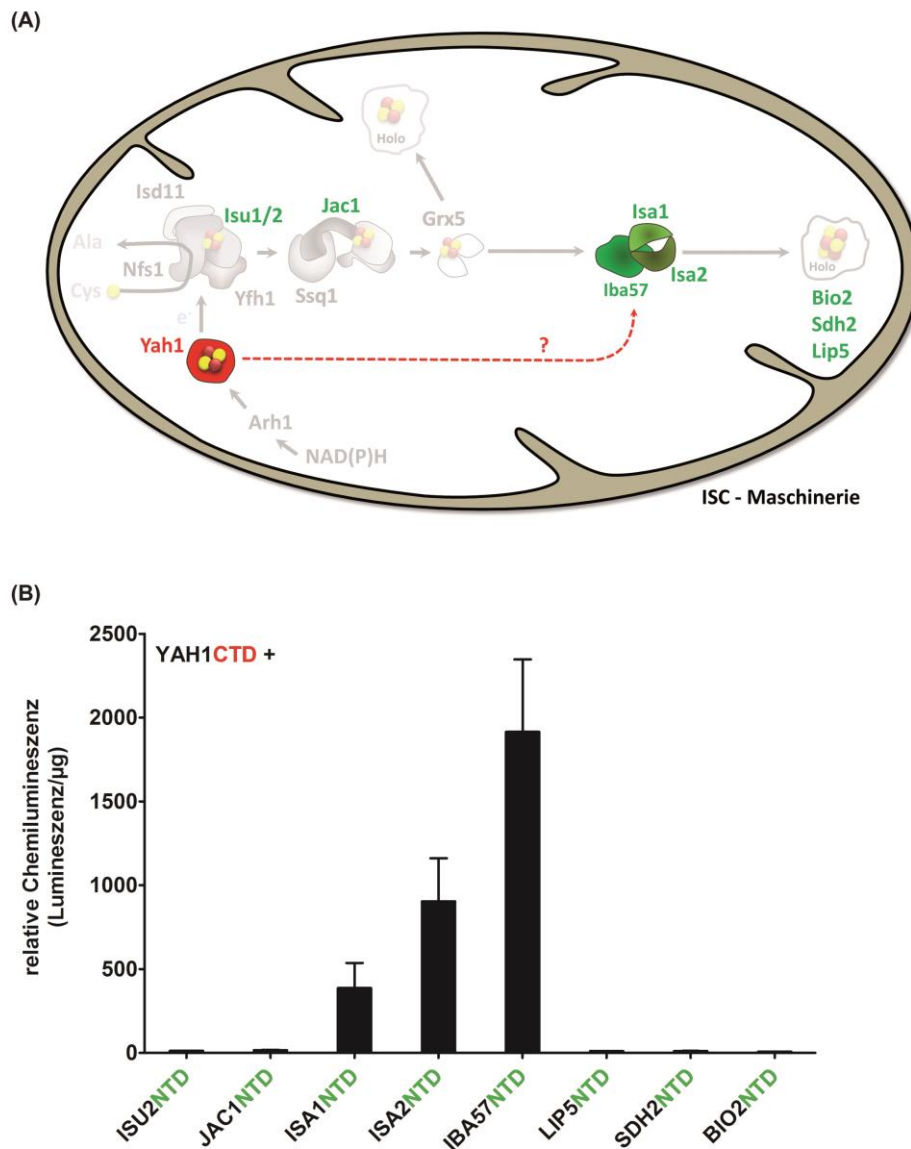 (A)
Holo
Isd11
Isu1/2
Jac1
Grx5
Isa1
Ala
Nfs1
Isa2
Holo
Cys
Yfh1
Ssq1
Iba57
Bio2
e⁻
Sdh2
Yah1
?
Lip5
Arh1
NAD(P)H
ISC - Maschinerie
(B)
2500
YAH1CTD +
2000
1500
1000
500
0
relative Chemilumineszenz
(Lumineszenz/µg)
ISU2NTD
JAC1NTD
ISA1NTD
ISA2NTD
IBA57NTD
LIP5NTD
SDH2NTD
BIO2NTD